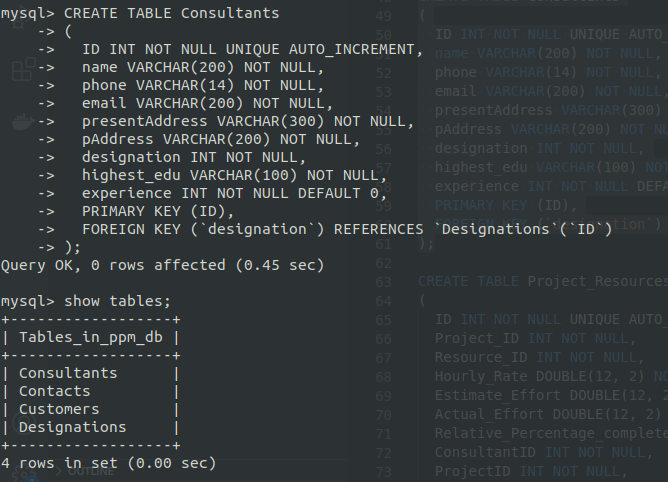 mysql> CREATE TABLE Consultants
    -> (
    ->   ID INT NOT NULL UNIQUE AUTO_INCREMENT,
    ->   name VARCHAR(200) NOT NULL,
    ->   phone VARCHAR(14) NOT NULL,
    ->   email VARCHAR(200) NOT NULL,
    ->   presentAddress VARCHAR(300) NOT NULL,
    ->   pAddress VARCHAR(200) NOT NULL,
    ->   designation INT NOT NULL,
    ->   highest_edu VARCHAR(100) NOT NULL,
    ->   experience INT NOT NULL DEFAULT 0,
    ->   PRIMARY KEY (ID),
    ->   FOREIGN KEY (`designation`) REFERENCES `Designations`(`ID`)
    -> );
Query OK, 0 rows affected (0.45 sec)
mysql> show tables;
+------------------+
| Tables_in_ppm_db |
+------------------+
| Consultants      |
| Contacts         |
| Customers        |
| Designations     |
+------------------+
4 rows in set (0.00 sec)
OUTLINE
49 (
50 ID INT NOT NULL UNIQUE AUTO_
name VARCHAR(200) NOT NULL,
52 phone VARCHAR(14) NOT NULL,
53 email VARCHAR(200) NOT NULL,
54 presentAddress VARCHAR(300)
pAddress VARCHAR(200) NOT
56 designation INT NOT NULL,
57 highest_edu VARCHAR(100) NOT
58 experience INT NOT NULL DEFA
59 PRIMARY KEY (ID),
FOREIGN KEY (`designation`)
61 );
62
63 CREATE TABLE Project_Resources
64 (
65 ID INT NOT NULL UNIQUE AUTO
66 Project_ID INT NOT NULL,
67 Resource_ID INT NOT NULL,
68 Hourly_Rate DOUBLE(12, 2) NO
69 Estimate_Effort DOUBLE(12, 2
70 Actual_Effort DOUBLE(12, 2)
71 Relative_Percentage_complete
72 ConsultantID INT NOT NULL,
73 ProjectID INT NOT NULL,